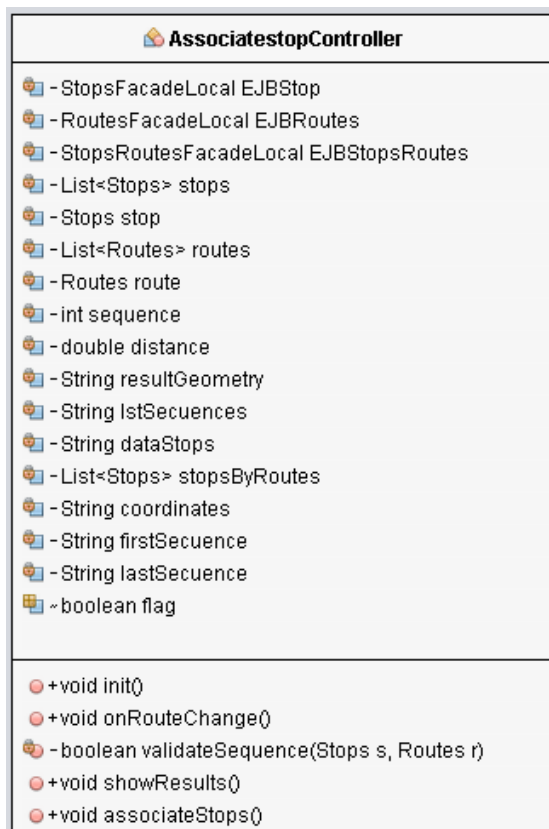 AssociatestopController
-StopsFacadeLocal EJBStop
-RoutesFacadeLocal EJBRoutes
-StopsRoutesFacadeLocal EJBStopsRoutes
-List<Stops> stops
-Stops stop
-List<Routes> routes
-Routes route
-int sequence
-double distance
-String resultGeometry
-String lstSecuences
-String dataStops
-List<Stops> stopsByRoutes
-String coordinates
-String firstSecuence
-String lastSecuence
~boolean flag
+void init()
+void onRouteChange()
-boolean validateSequence(Stops s, Routes r)
+void showResults()
+void associateStops()